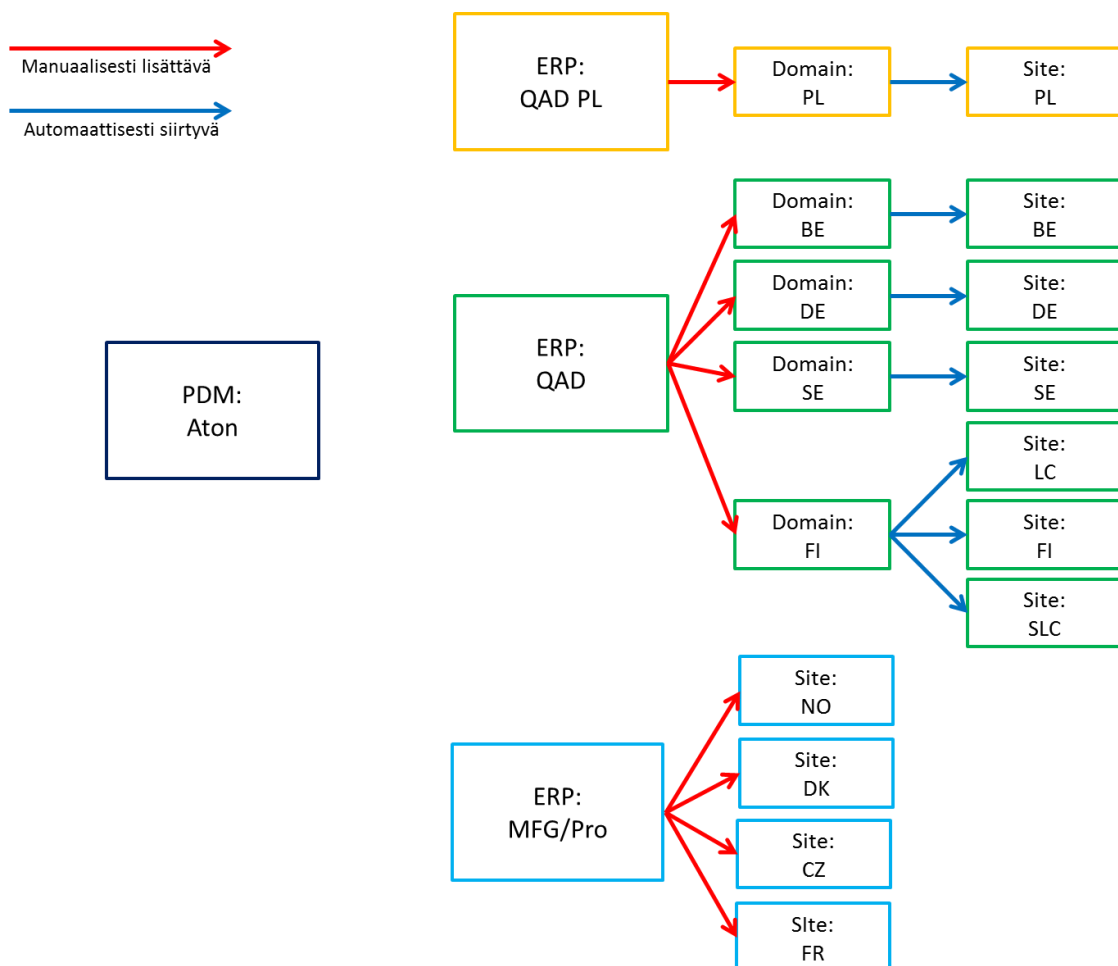 Manuaalisesti lisättävä
Automaattisesti siirtyvä
ERP:
QAD PL
Domain:
PL
Site:
PL
PDM:
Aton
ERP:
QAD
Domain:
BE
Site:
BE
Domain:
DE
Site:
DE
Domain:
SE
Site:
SE
Domain:
FI
Site:
LC
Site:
FI
Site:
SLC
ERP:
MFG/Pro
Site:
NO
Site:
DK
Site:
CZ
SIte:
FR